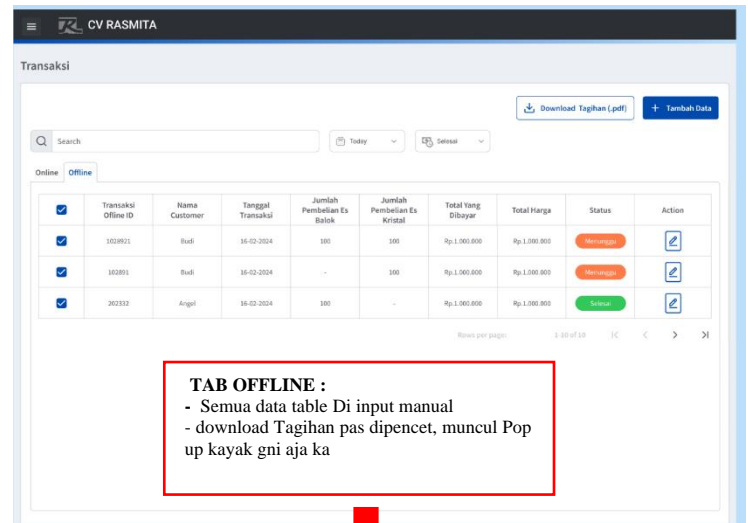 CV RASMITA
Transaksi
Download Tagihan (.pdf)
+ Tambah Data
Search
Today
Selesai
Online Offline
Transaksi Ofline ID
Nama Customer
Tanggal Transaksi
Jumlah Pembelian Es Balok
Jumlah Pembelian Es Kristal
Total Yang Dibayar
Total Harga
Status
Action
1028921 Budi 16-02-2024 100 100 Rp.1.000.000 Rp.1.000.000 Menunggu
102891 Budi 16-02-2024 - 100 Rp.1.000.000 Rp.1.000.000 Menunggu
202332 Angel 16-02-2024 100 - Rp.1.000.000 Rp.1.000.000 Selesai
Rows per page: 1-10 of 10
TAB OFFLINE :
- Semua data table Di input manual
- download Tagihan pas dipencet, muncul Pop
up kayak gni aja ka